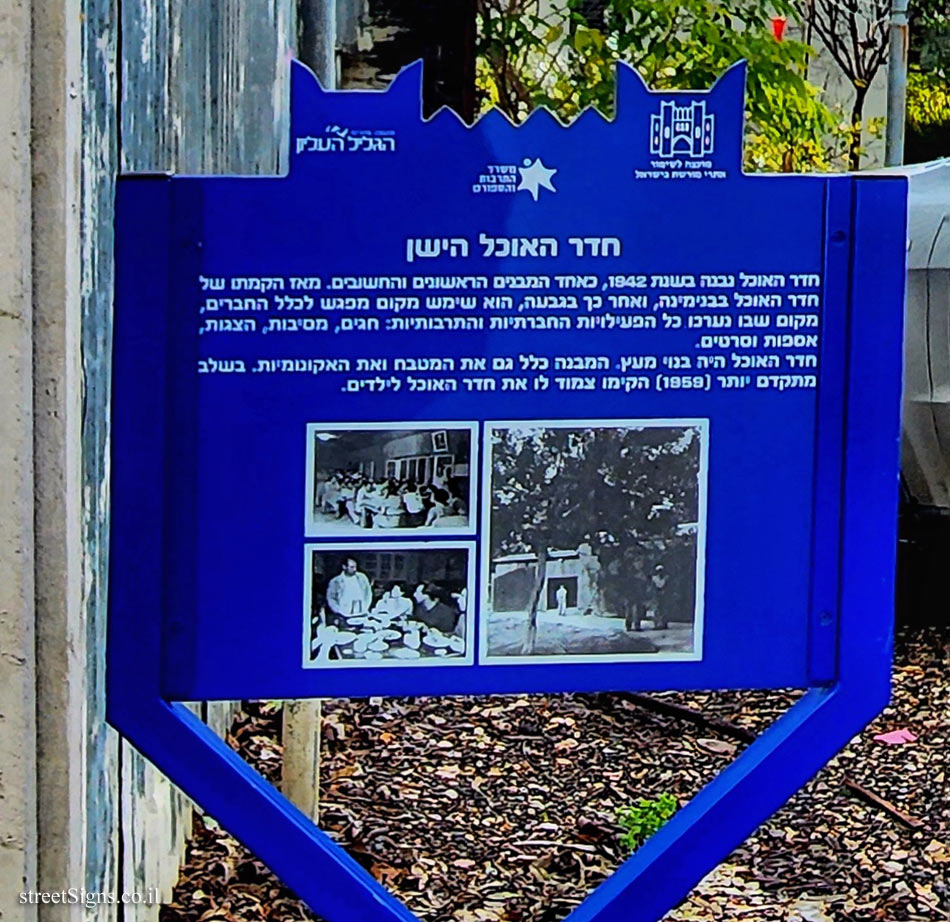 הגליל העליון
משרד
התרבות
והספורט
המועצה לשימור
אתרי מורשת בישראל
חדר האוכל הישן
חדר האוכל נבנה בשנת 1942, כאחד המבנים הראשונים והחשובים. מאז הקמתו של
חדר האוכל בבנימינה, ואחר כך בגבעה, הוא שימש מקום מפגש לכלל החברים,
מקום שבו נערכו כל הפעילויות החברתיות והתרבותיות: חגים, מסיבות, הצגות,
אספות וסרטים.
חדר האוכל היה בנוי מעץ. המבנה כלל גם את המטבח ואת האקונומיות. בשלב
מתקדם יותר (1959) הקימו צמוד לו את חדר האוכל לילדים.
streetSigns.co.il